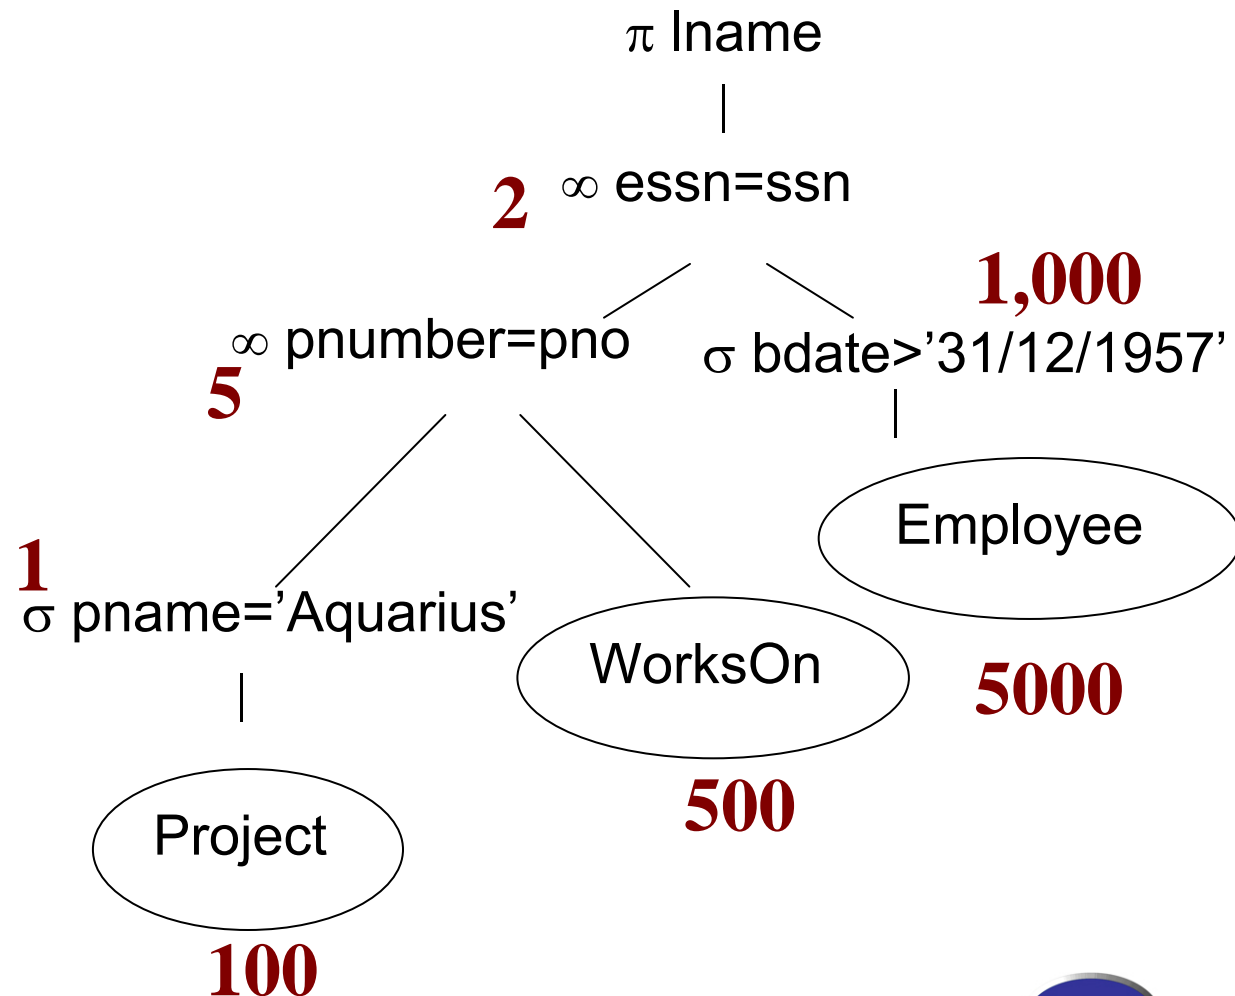 π lname
2 ∞ essn=ssn
1,000
∞ pnumber=pno
σ bdate>’31/12/1957’
5
Employee
1
σ pname=’Aquarius’
WorksOn
5000
500
Project
100